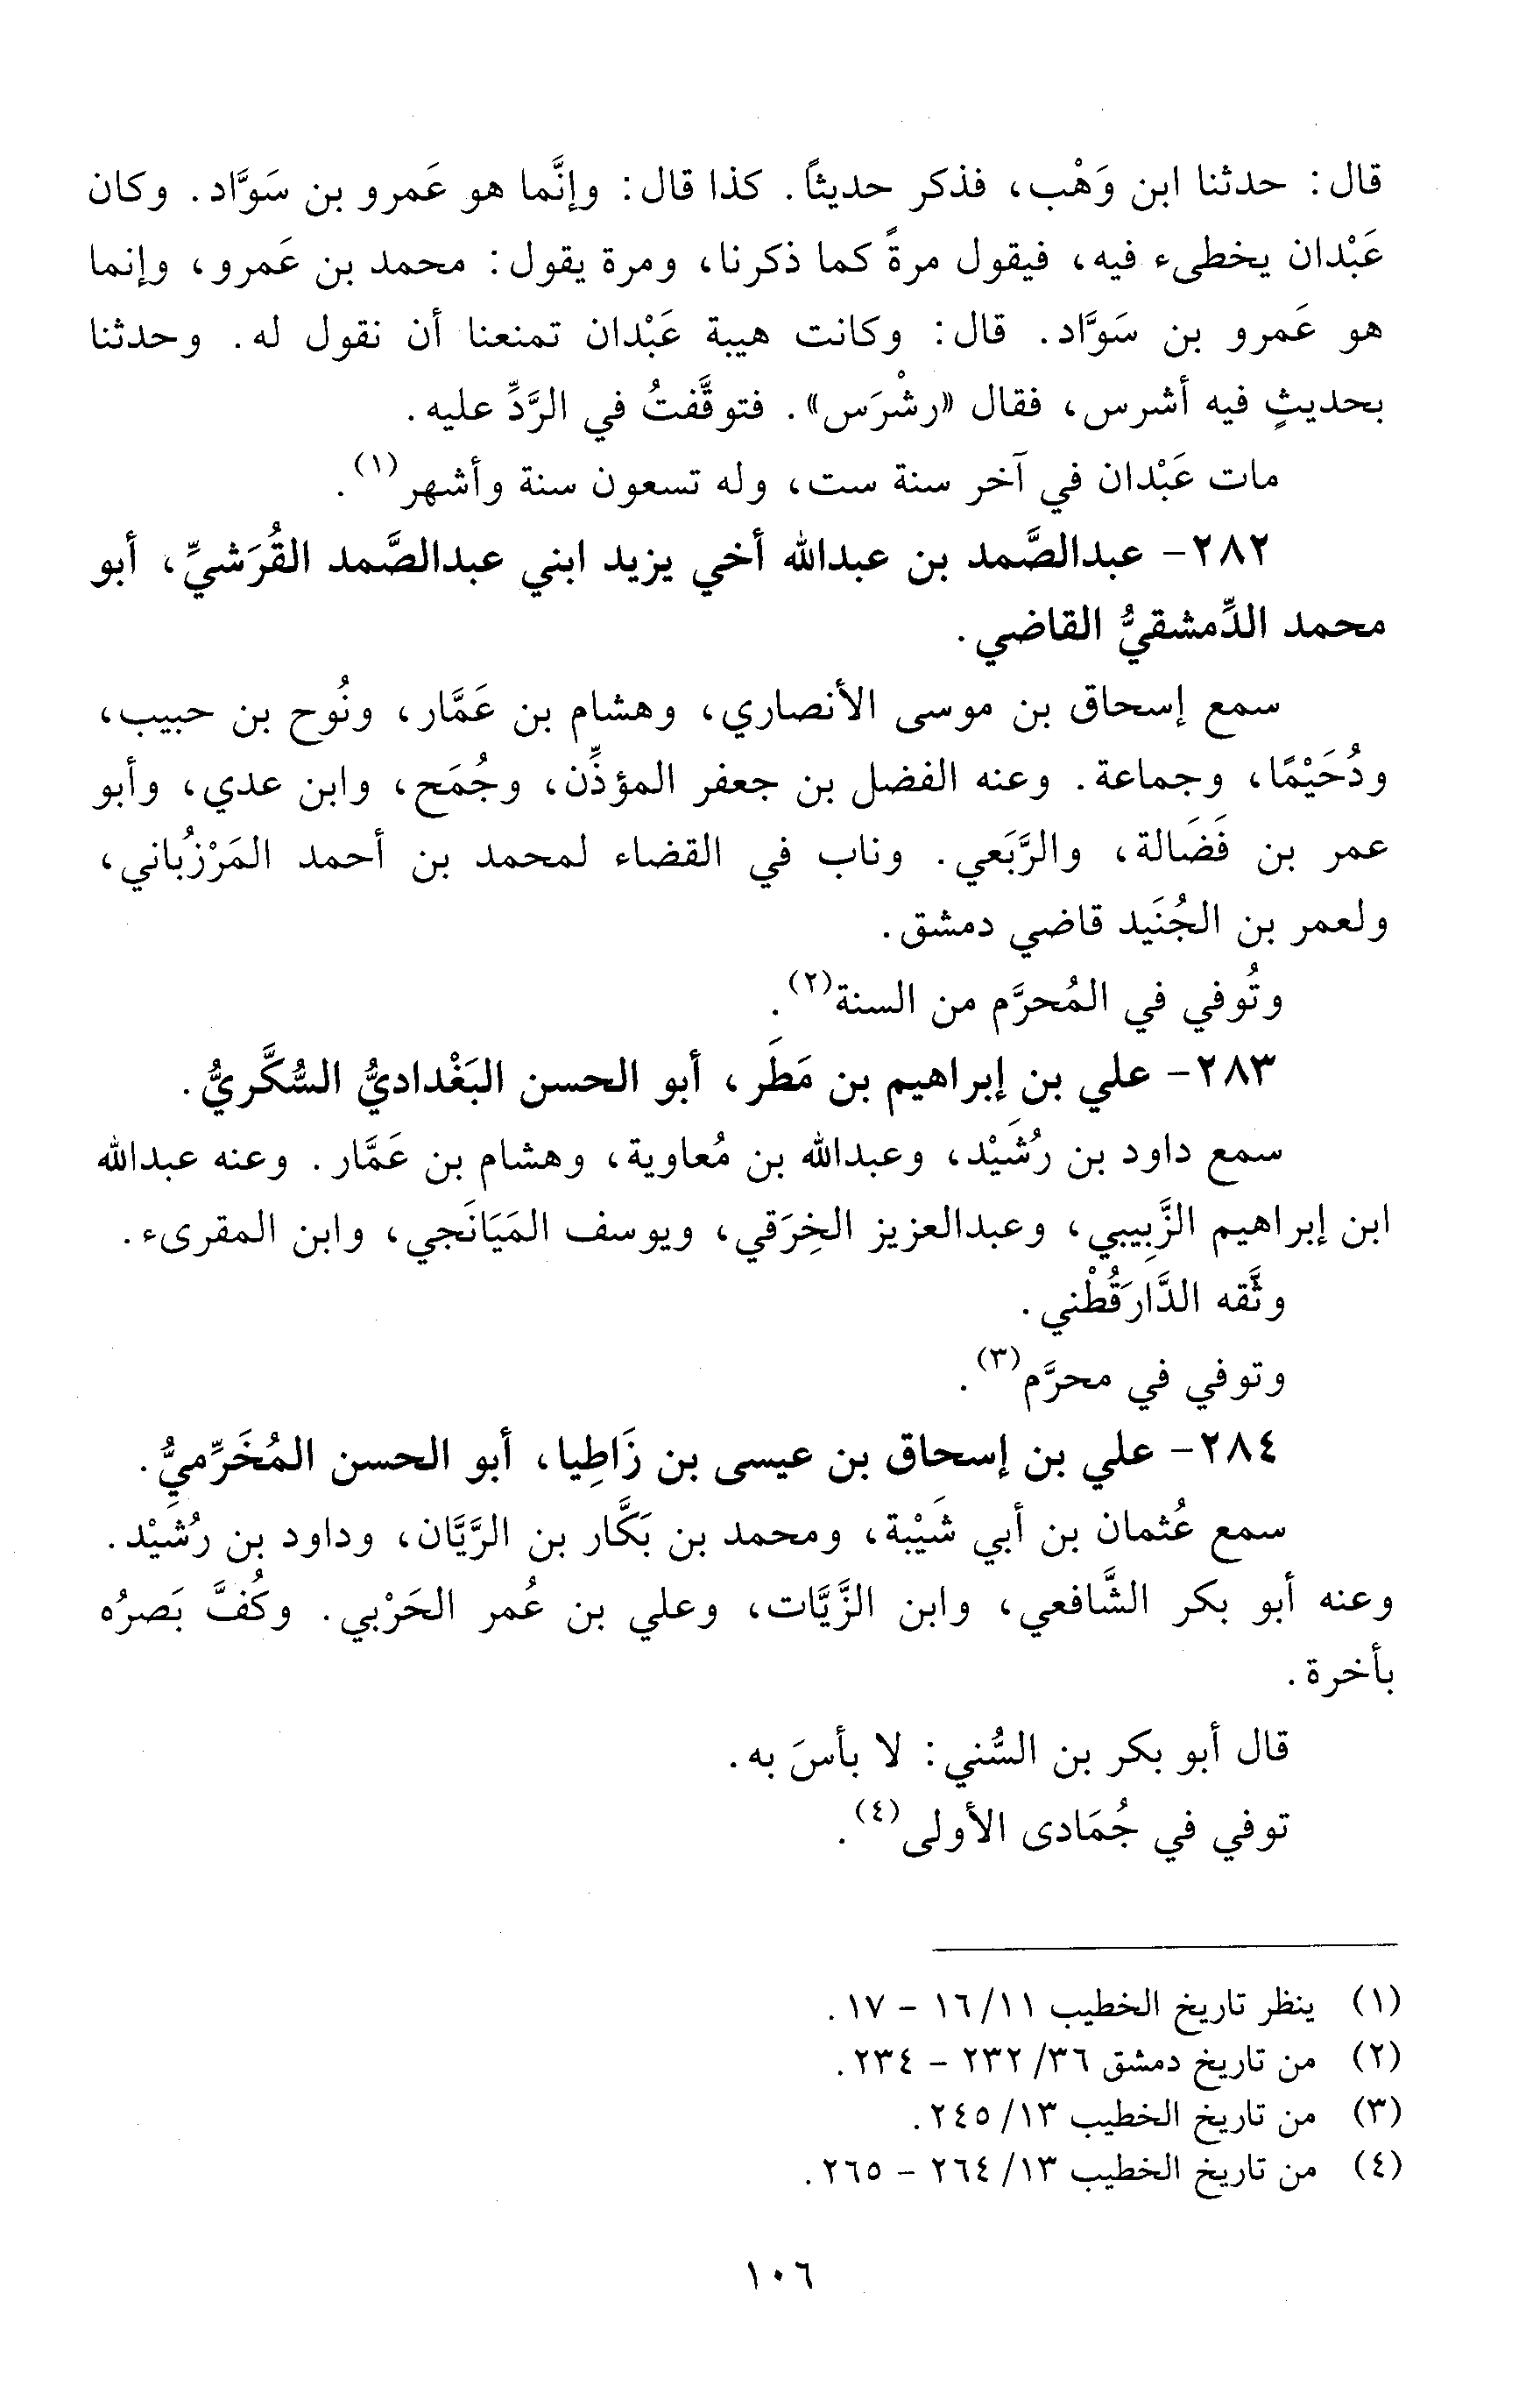 قال: حدثنا ابن وَهْب، فذكر حديثاً. كذا قال: وإنَّما هو عَمرو بن سَوَّاد. وكان
عَبْدان يخطىء فيه، فيقول مرةً كما ذكرنا، ومرة يقول: محمد بن عَمرو، وإنما
هو عَمرو بن سَوَّاد. قال: وكانت هيبة عَبْدان تمنعنا أن نقول له. وحدثنا
بحديثٍ فيه أشرس، فقال «رشْرَس». فتوقَّفتُ في الرَّدِّ عليه.
مات عَبْدان في آخر سنة ست، وله تسعون سنة وأشهر(١).
٢٨٢- عبدالصَّمد بن عبدالله أخي يزيد ابني عبدالصَّمد القُرَشيِّ، أبو
محمد الدِّمشقيُّ القاضي.
سمع إسحاق بن موسى الأنصاري، وهشام بن عَمَّار، ونُوح بن حبيب،
ودُحَيْمًا، وجماعة. وعنه الفضل بن جعفر المؤذِّن، وجُمَح، وابن عدي، وأبو
عمر بن فَضَالة، والرَّبَعي. وناب في القضاء لمحمد بن أحمد المَرْزُباني،
ولعمر بن الجُنَيد قاضي دمشق.
وتُوفي في المُحرَّم من السنة(٢).
٢٨٣- علي بن إبراهيم بن مَطَر، أبو الحسن البَغْداديُّ السُّكَّريُّ.
سمع داود بن رُشَيْد، وعبدالله بن مُعاوية، وهشام بن عَمَّار. وعنه عبدالله
ابن إبراهيم الزَّبِيبي، وعبدالعزيز الخِرَقي، ويوسف المَيَانَجي، وابن المقرىء.
وثَّقه الدَّارَقُطْني.
وتوفي في محرَّم(٣).
٢٨٤- علي بن إسحاق بن عيسى بن زَاطِيا، أبو الحسن المُخَرِّميُّ.
سمع عُثمان بن أبي شَيْبة، ومحمد بن بَكَّار بن الرَّيَّان، وداود بن رُشَيْد.
وعنه أبو بكر الشَّافعي، وابن الزَّيَّات، وعلي بن عُمر الحَرْبي. وكُفَّ بَصرُه
بأخرة.
قال أبو بكر بن السُّني: لا بأسَ به.
توفي في جُمَادى الأولى(٤).
(١) ينظر تاريخ الخطيب ١١/ ١٦ - ١٧.
(٢) من تاريخ دمشق ٣٦/ ٢٣٢ - ٢٣٤.
(٣) من تاريخ الخطيب ١٣/ ٢٤٥.
(٤) من تاريخ الخطيب ١٣/ ٢٦٤ - ٢٦٥.
١٠٦